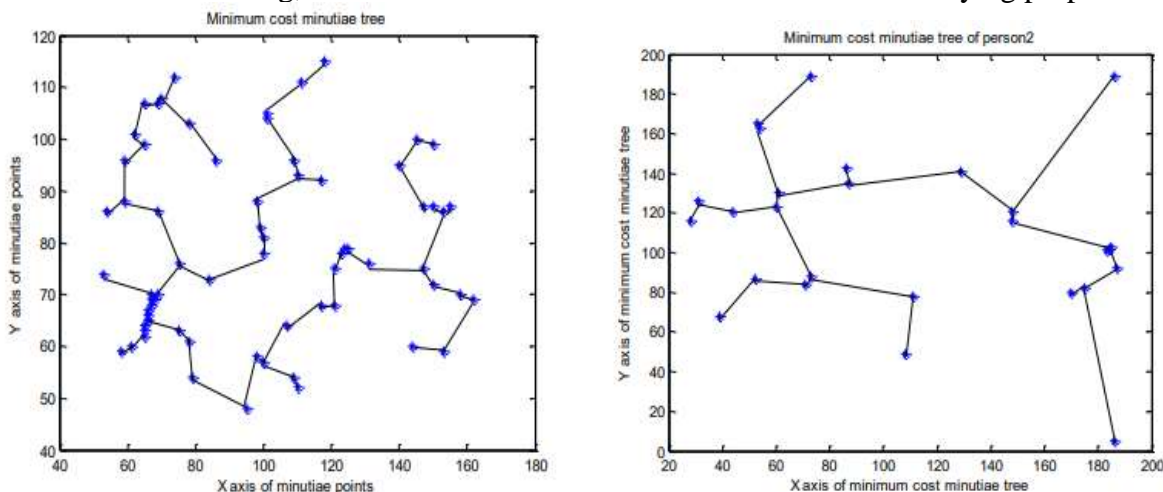 Minimum cost minutiae tree
120
110
100
90
80
70
60
50
40
Y axis of minutiae points
40 60 80 100 120 140 160 180
X axis of minutiae points
Minimum cost minutiae tree of person2
200
180
160
140
120
100
80
60
40
20
0
Y axis of minimum cost minutiae tree
20 40 60 80 100 120 140 160 180 200
X axis of minimum cost minutiae tree